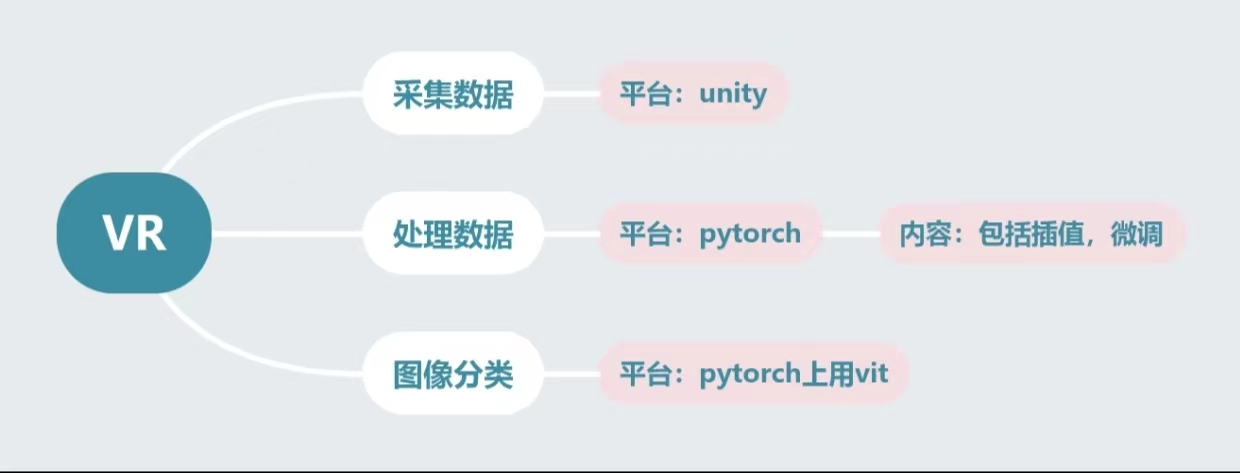 VR
采集数据
平台：unity
处理数据
平台：pytorch
内容：包括插值，微调
图像分类
平台：pytorch上用vit